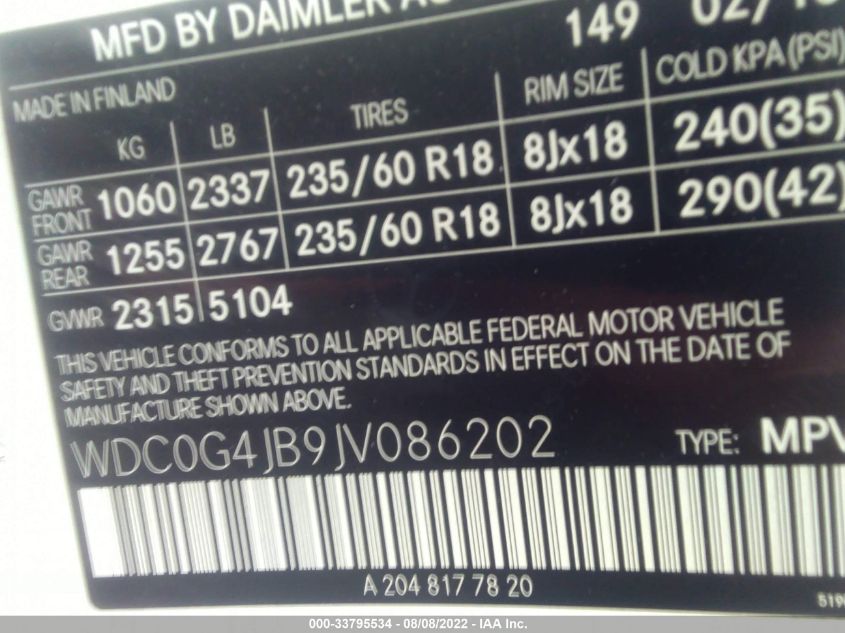 MFD BY DAIMLER AG
149 02/
MADE IN FINLAND
KG LB TIRES RIM SIZE COLD KPA (PSI)
GAWR FRONT 1060 2337 235/60 R18 8Jx18 240(35)
GAWR REAR 1255 2767 235/60 R18 8Jx18 290(42)
GVWR 2315 5104
THIS VEHICLE CONFORMS TO ALL APPLICABLE FEDERAL MOTOR VEHICLE
SAFETY AND THEFT PREVENTION STANDARDS IN EFFECT ON THE DATE OF
MANUFACTURE SHOWN ABOVE.
WDC0G4JB9JV086202 TYPE: MPV
A 204 817 78 20
519
000-33795534 - 08/08/2022 - IAA Inc.